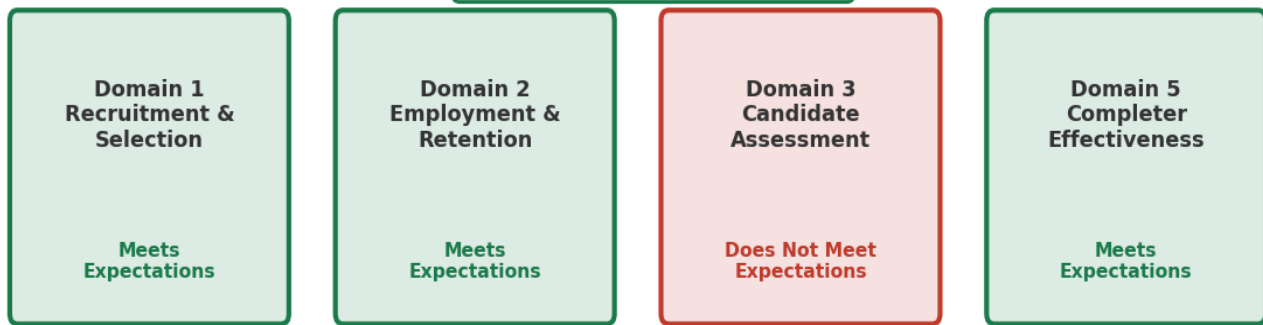 Domain 1
Recruitment &
Selection
Meets
Expectations
Domain 2
Employment &
Retention
Meets
Expectations
Domain 3
Candidate
Assessment
Does Not Meet
Expectations
Domain 5
Completer
Effectiveness
Meets
Expectations